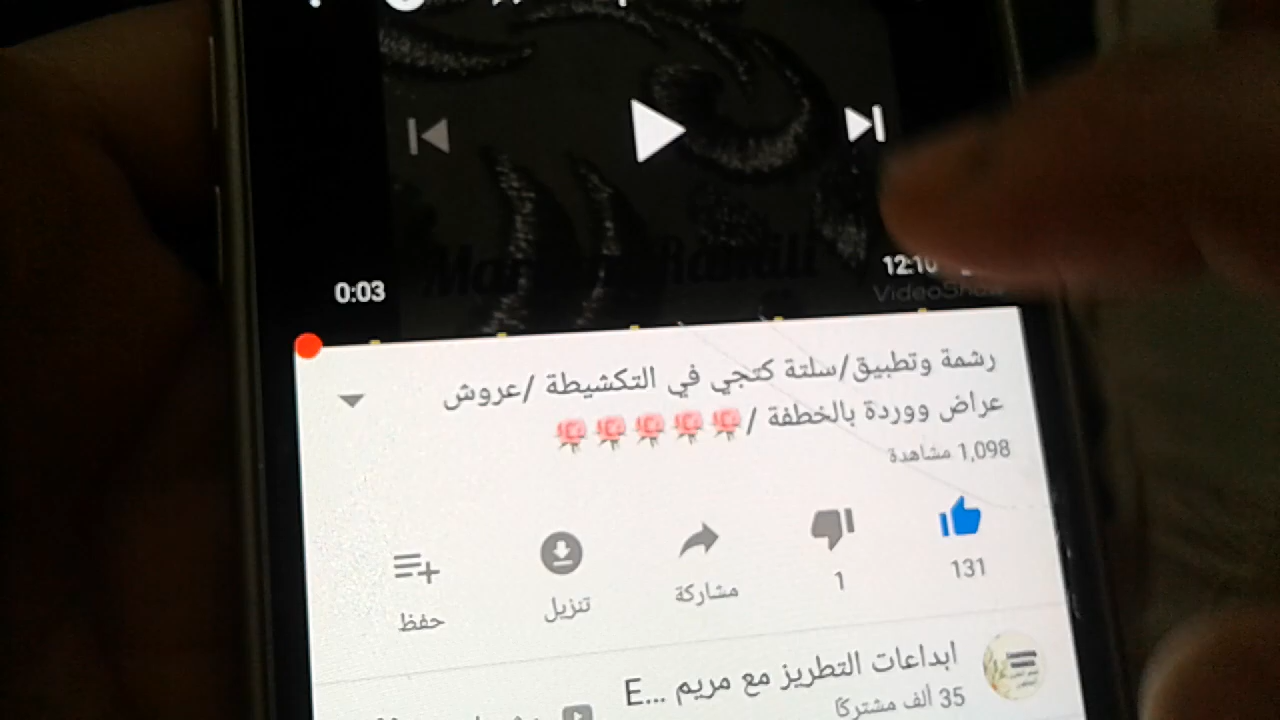 0:03
12:10
VideoShow
رشمة وتطبيق/سلتة كتجي في التكشيطة /عروش
عراض ووردة بالخطفة /🌹🌹🌹🌹🌹
1,098 مشاهدة
131
1
مشاركة
تنزيل
حفظ
ابداعات التطريز مع مريم E...
35 ألف مشتركًا